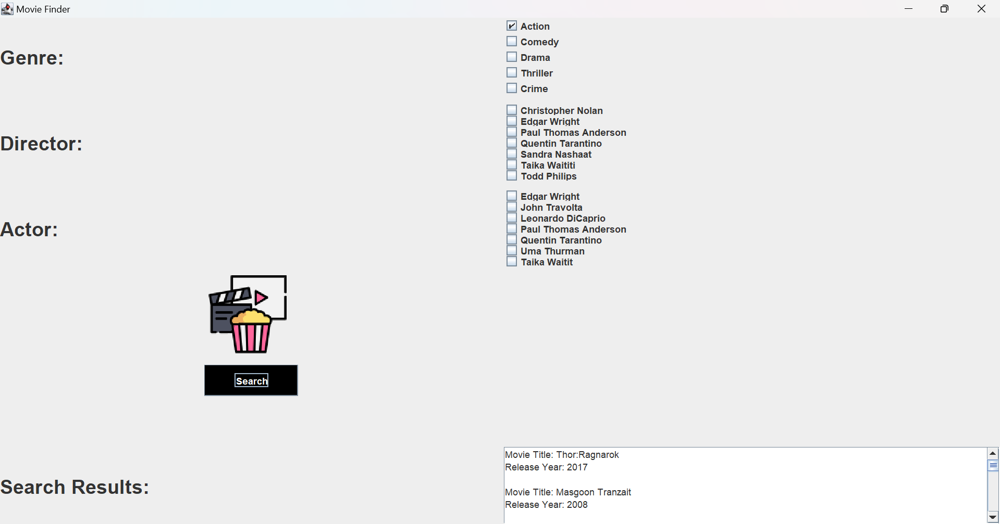 Movie Finder
Genre:
Action
Comedy
Drama
Thriller
Crime
Director:
Christopher Nolan
Edgar Wright
Paul Thomas Anderson
Quentin Tarantino
Sandra Nashaat
Taika Waititi
Todd Philips
Actor:
Edgar Wright
John Travolta
Leonardo DiCaprio
Paul Thomas Anderson
Quentin Tarantino
Uma Thurman
Taika Waitit
Search
Search Results:
Movie Title: Thor:Ragnarok
Release Year: 2017
Movie Title: Masgoon Tranzait
Release Year: 2008